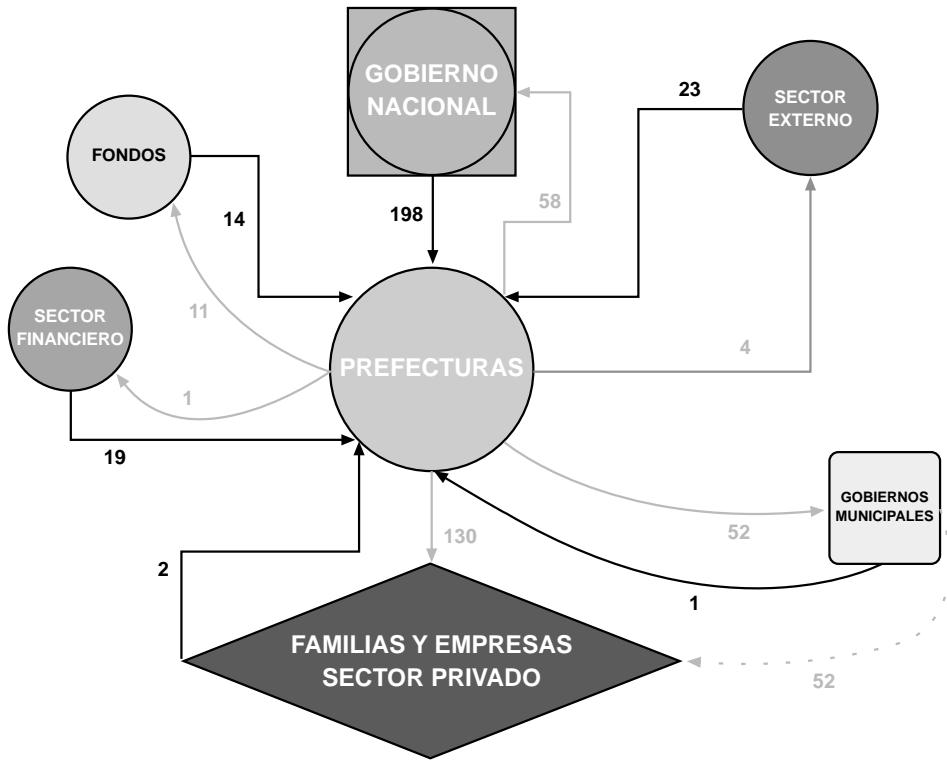 GOBIERNO
NACIONAL
23
SECTOR
EXTERNO
FONDOS
14
198
58
11
SECTOR
FINANCIERO
4
PREFECTURAS
1
19
GOBIERNOS
MUNICIPALES
52
130
2
1
FAMILIAS Y EMPRESAS
SECTOR PRIVADO
52